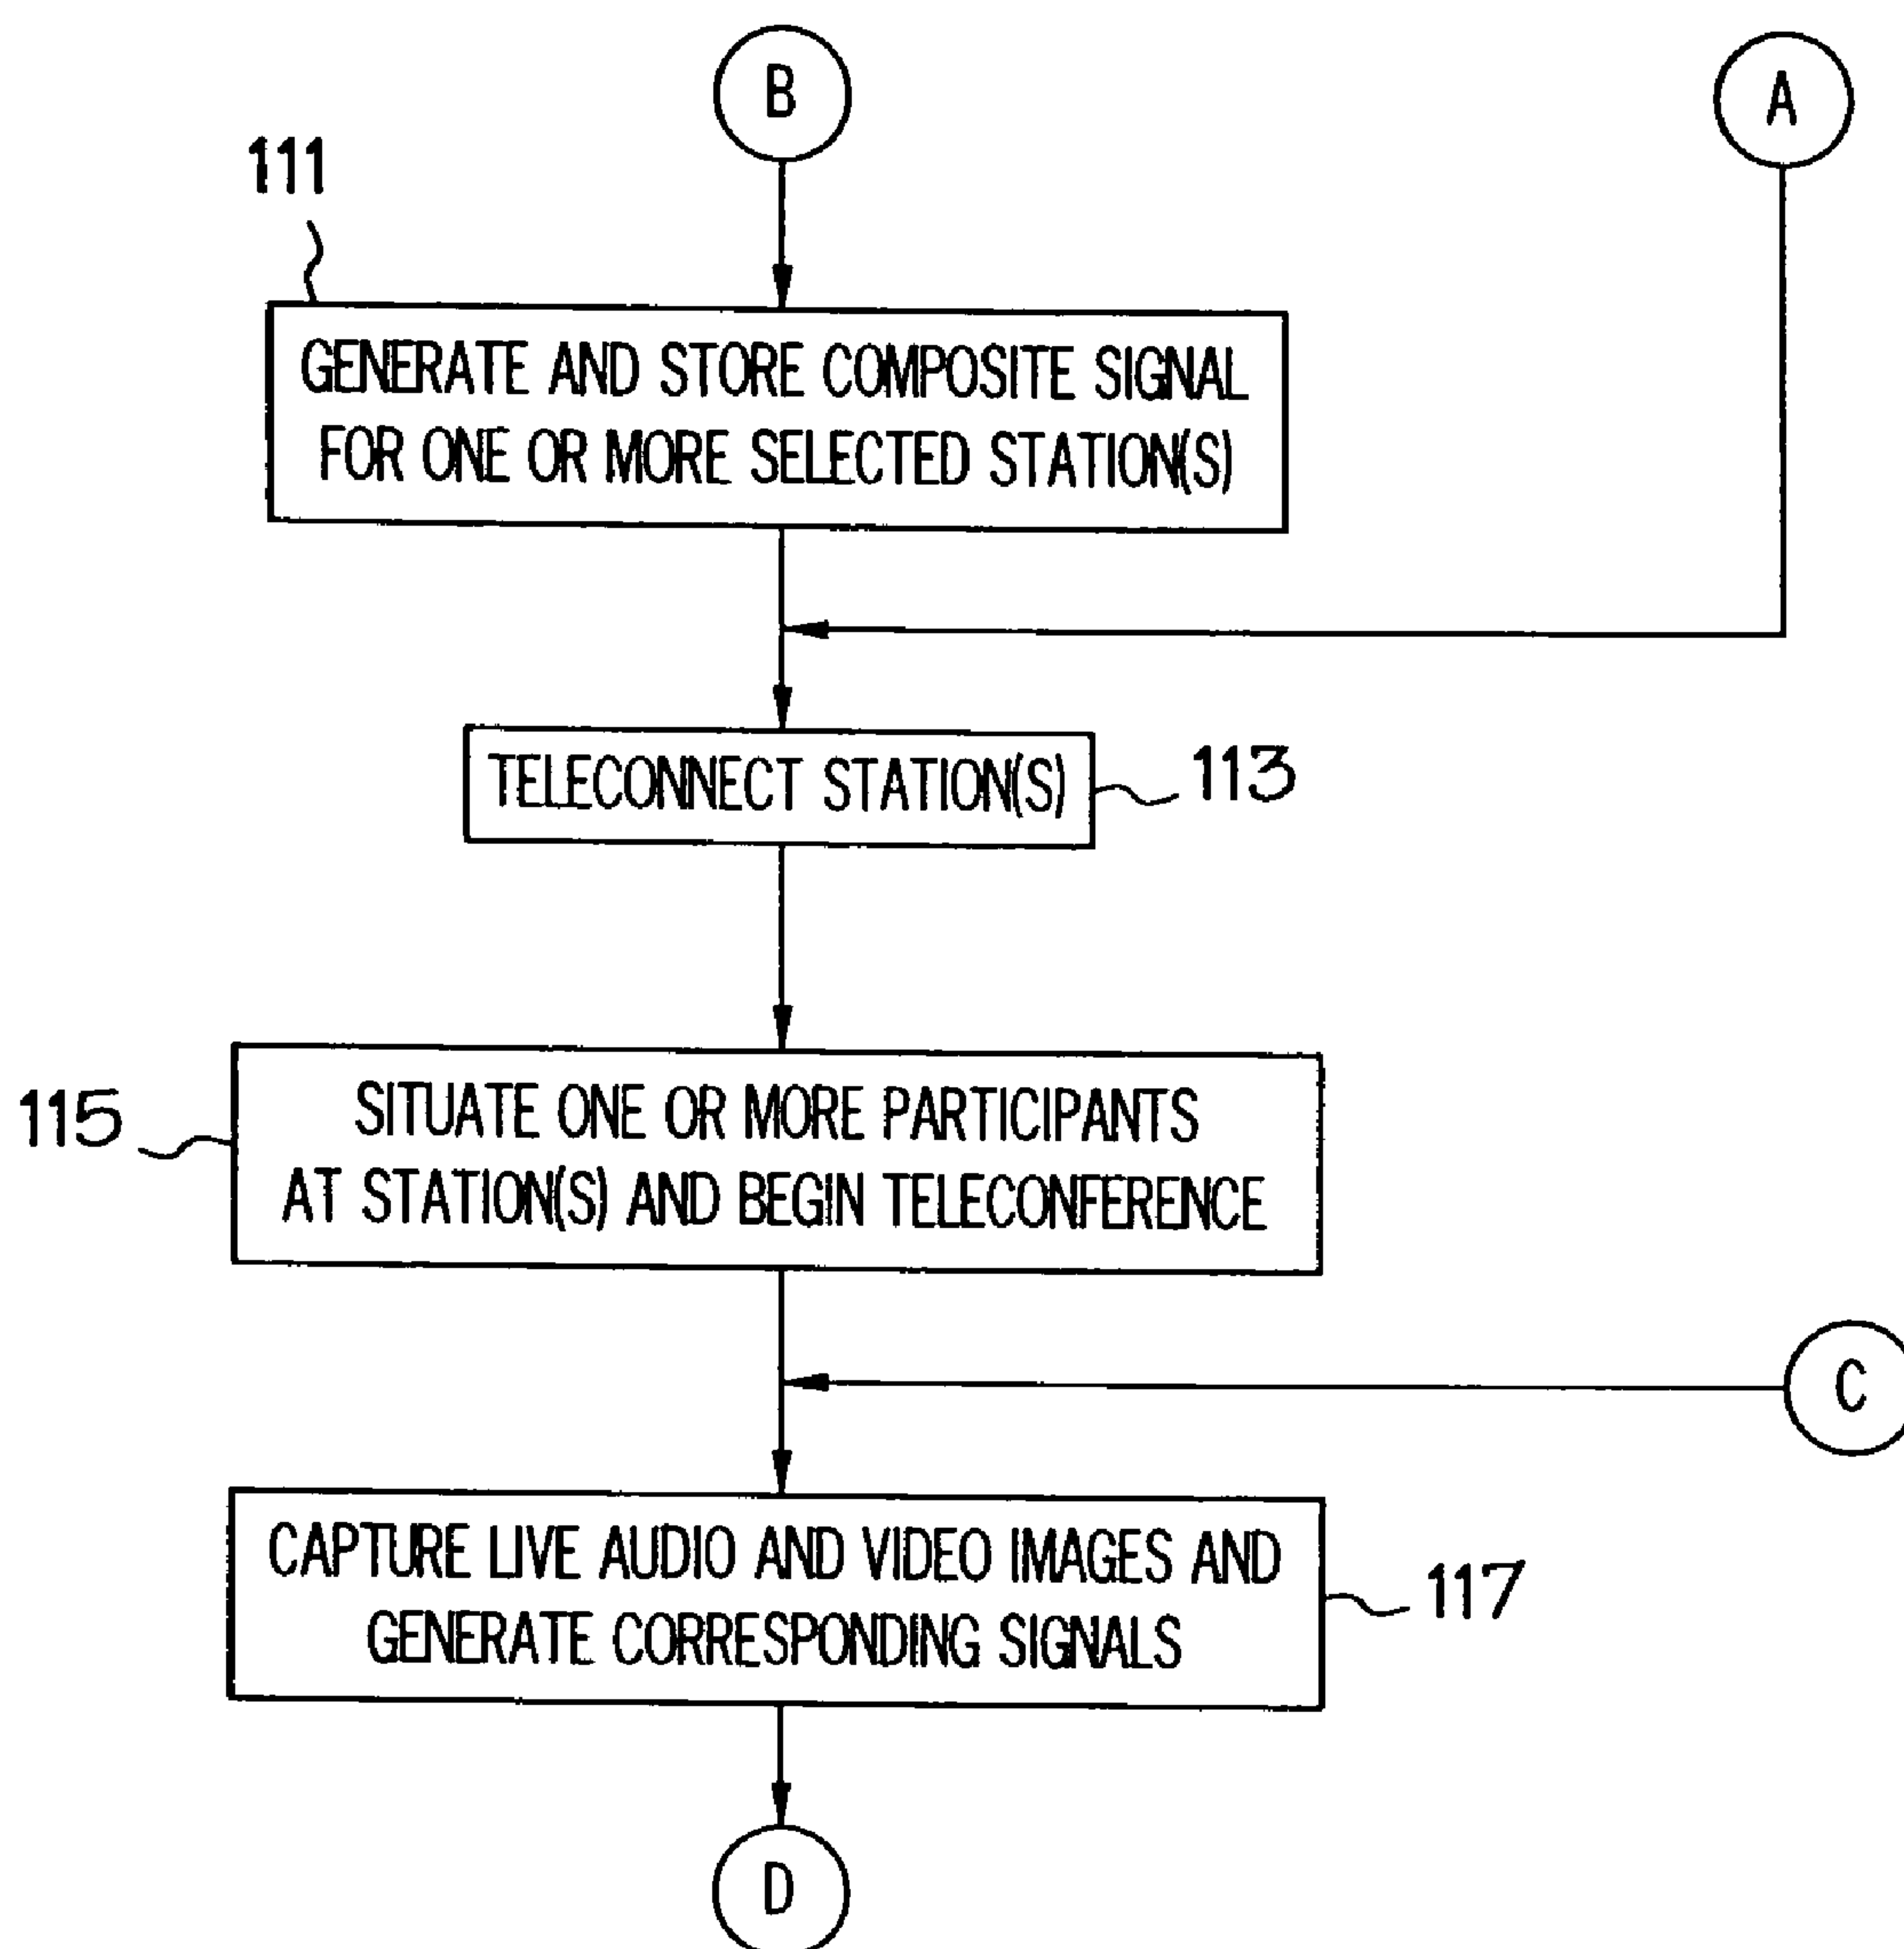 B
A
111
GENERATE AND STORE COMPOSITE SIGNAL
FOR ONE OR MORE SELECTED STATION(S)
TELECONNECT STATION(S)
113
115
SITUATE ONE OR MORE PARTICIPANTS
AT STATION(S) AND BEGIN TELECONFERENCE
C
CAPTURE LIVE AUDIO AND VIDEO IMAGES AND
GENERATE CORRESPONDING SIGNALS
117
D